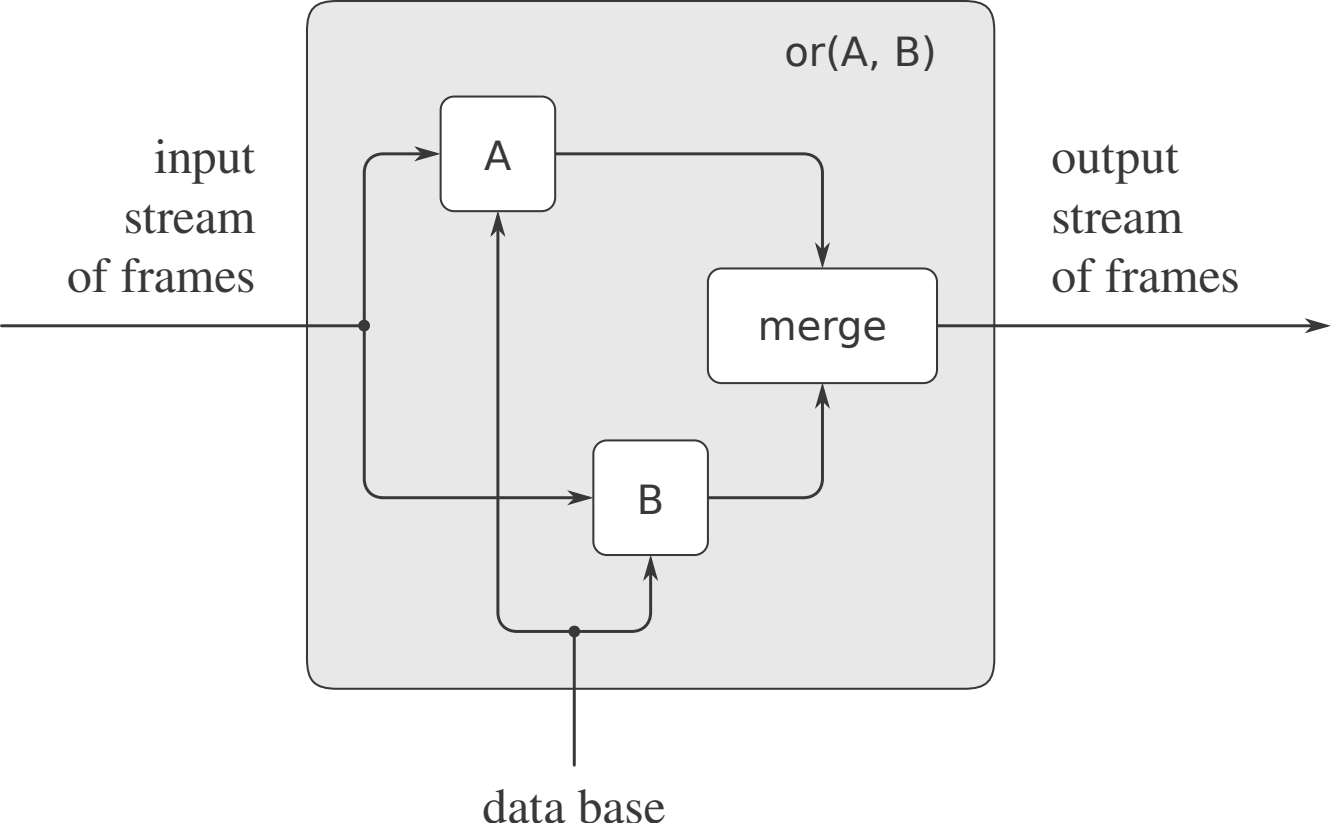 or(A, B)
input
stream
of frames
A
output
stream
of frames
merge
B
data base